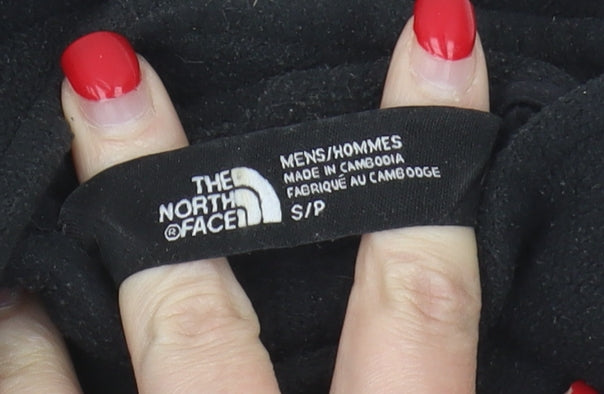 THE
NORTH
®FACE
MENS/HOMMES
MADE IN CAMBODIA
FABRIQUÉ AU CAMBODGE
S/P